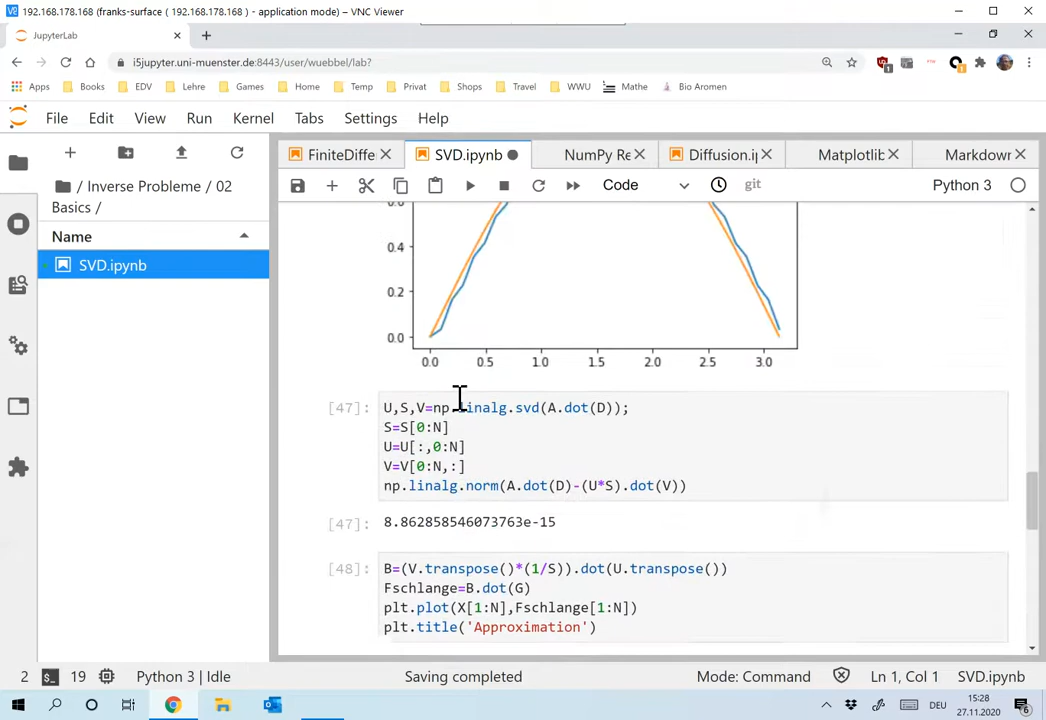 192.168.178.168 (franks-surface ( 192.168.178.168 ) - application mode) – VNC Viewer
JupyterLab
i5jupyter.uni-muenster.de:8443/user/wuebbel/lab?
Apps Books EDV Lehre Games Home Temp Privat Shops Travel WWU Mathe Bio Aromen
File Edit View Run Kernel Tabs Settings Help
FiniteDiffe SVD.ipynb NumPy Re Diffusion.ip Matplotlib Markdown
Code git Python 3
/ Inverse Probleme / 02
Basics /
Name
SVD.ipynb
0.6
0.4
0.2
0.0
0.0 0.5 1.0 1.5 2.0 2.5 3.0
[47]: U,S,V=np.linalg.svd(A.dot(D));
S=S[0:N]
U=U[:,0:N]
V=V[0:N,:]
np.linalg.norm(A.dot(D)-(U*S).dot(V))
[47]: 8.862858546073763e-15
[48]: B=(V.transpose()*(1/S)).dot(U.transpose())
Fschlange=B.dot(G)
plt.plot(X[1:N],Fschlange[1:N])
plt.title('Approximation')
2 19 Python 3 | Idle Saving completed Mode: Command Ln 1, Col 1 SVD.ipynb
DEU 15:28
27.11.2020 6